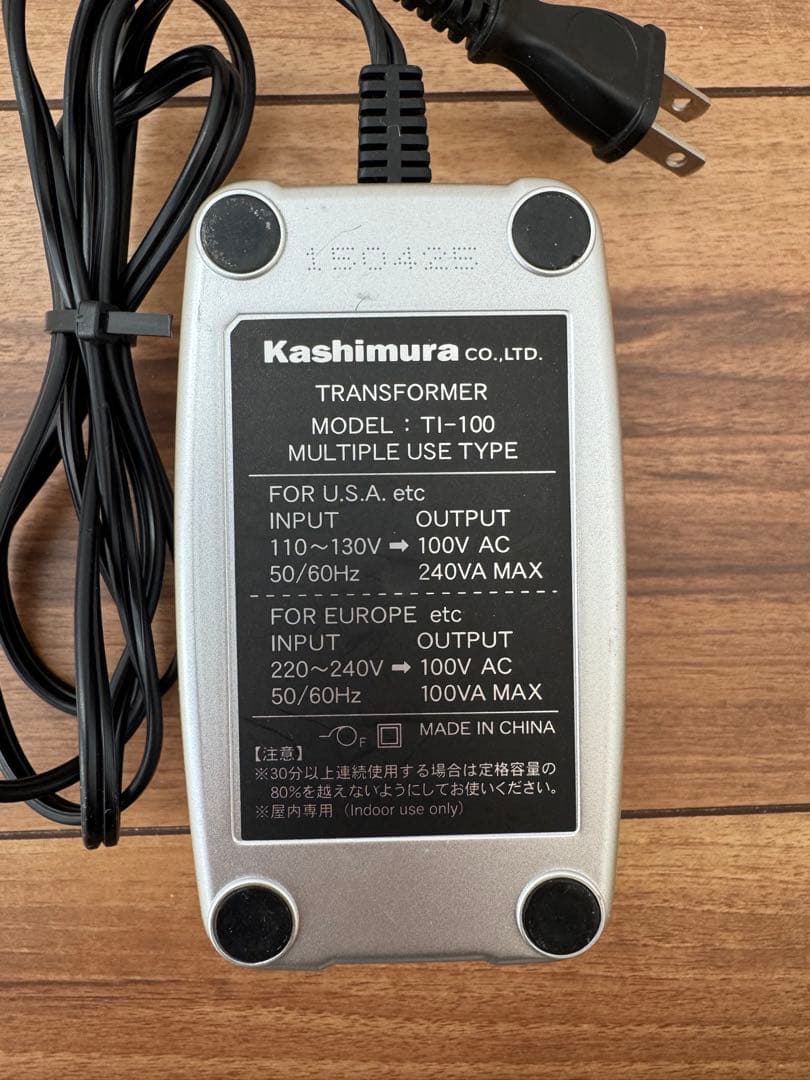 150425
Kashimura CO.,LTD.
TRANSFORMER
MODEL : TI-100
MULTIPLE USE TYPE
FOR U.S.A. etc
INPUT OUTPUT
110～130V ➡ 100V AC
50/60Hz 240VA MAX
FOR EUROPE etc
INPUT OUTPUT
220～240V ➡ 100V AC
50/60Hz 100VA MAX
F MADE IN CHINA
【注意】
※30分以上連続使用する場合は定格容量の
80%を越えないようにしてお使いください。
※屋内専用（Indoor use only）